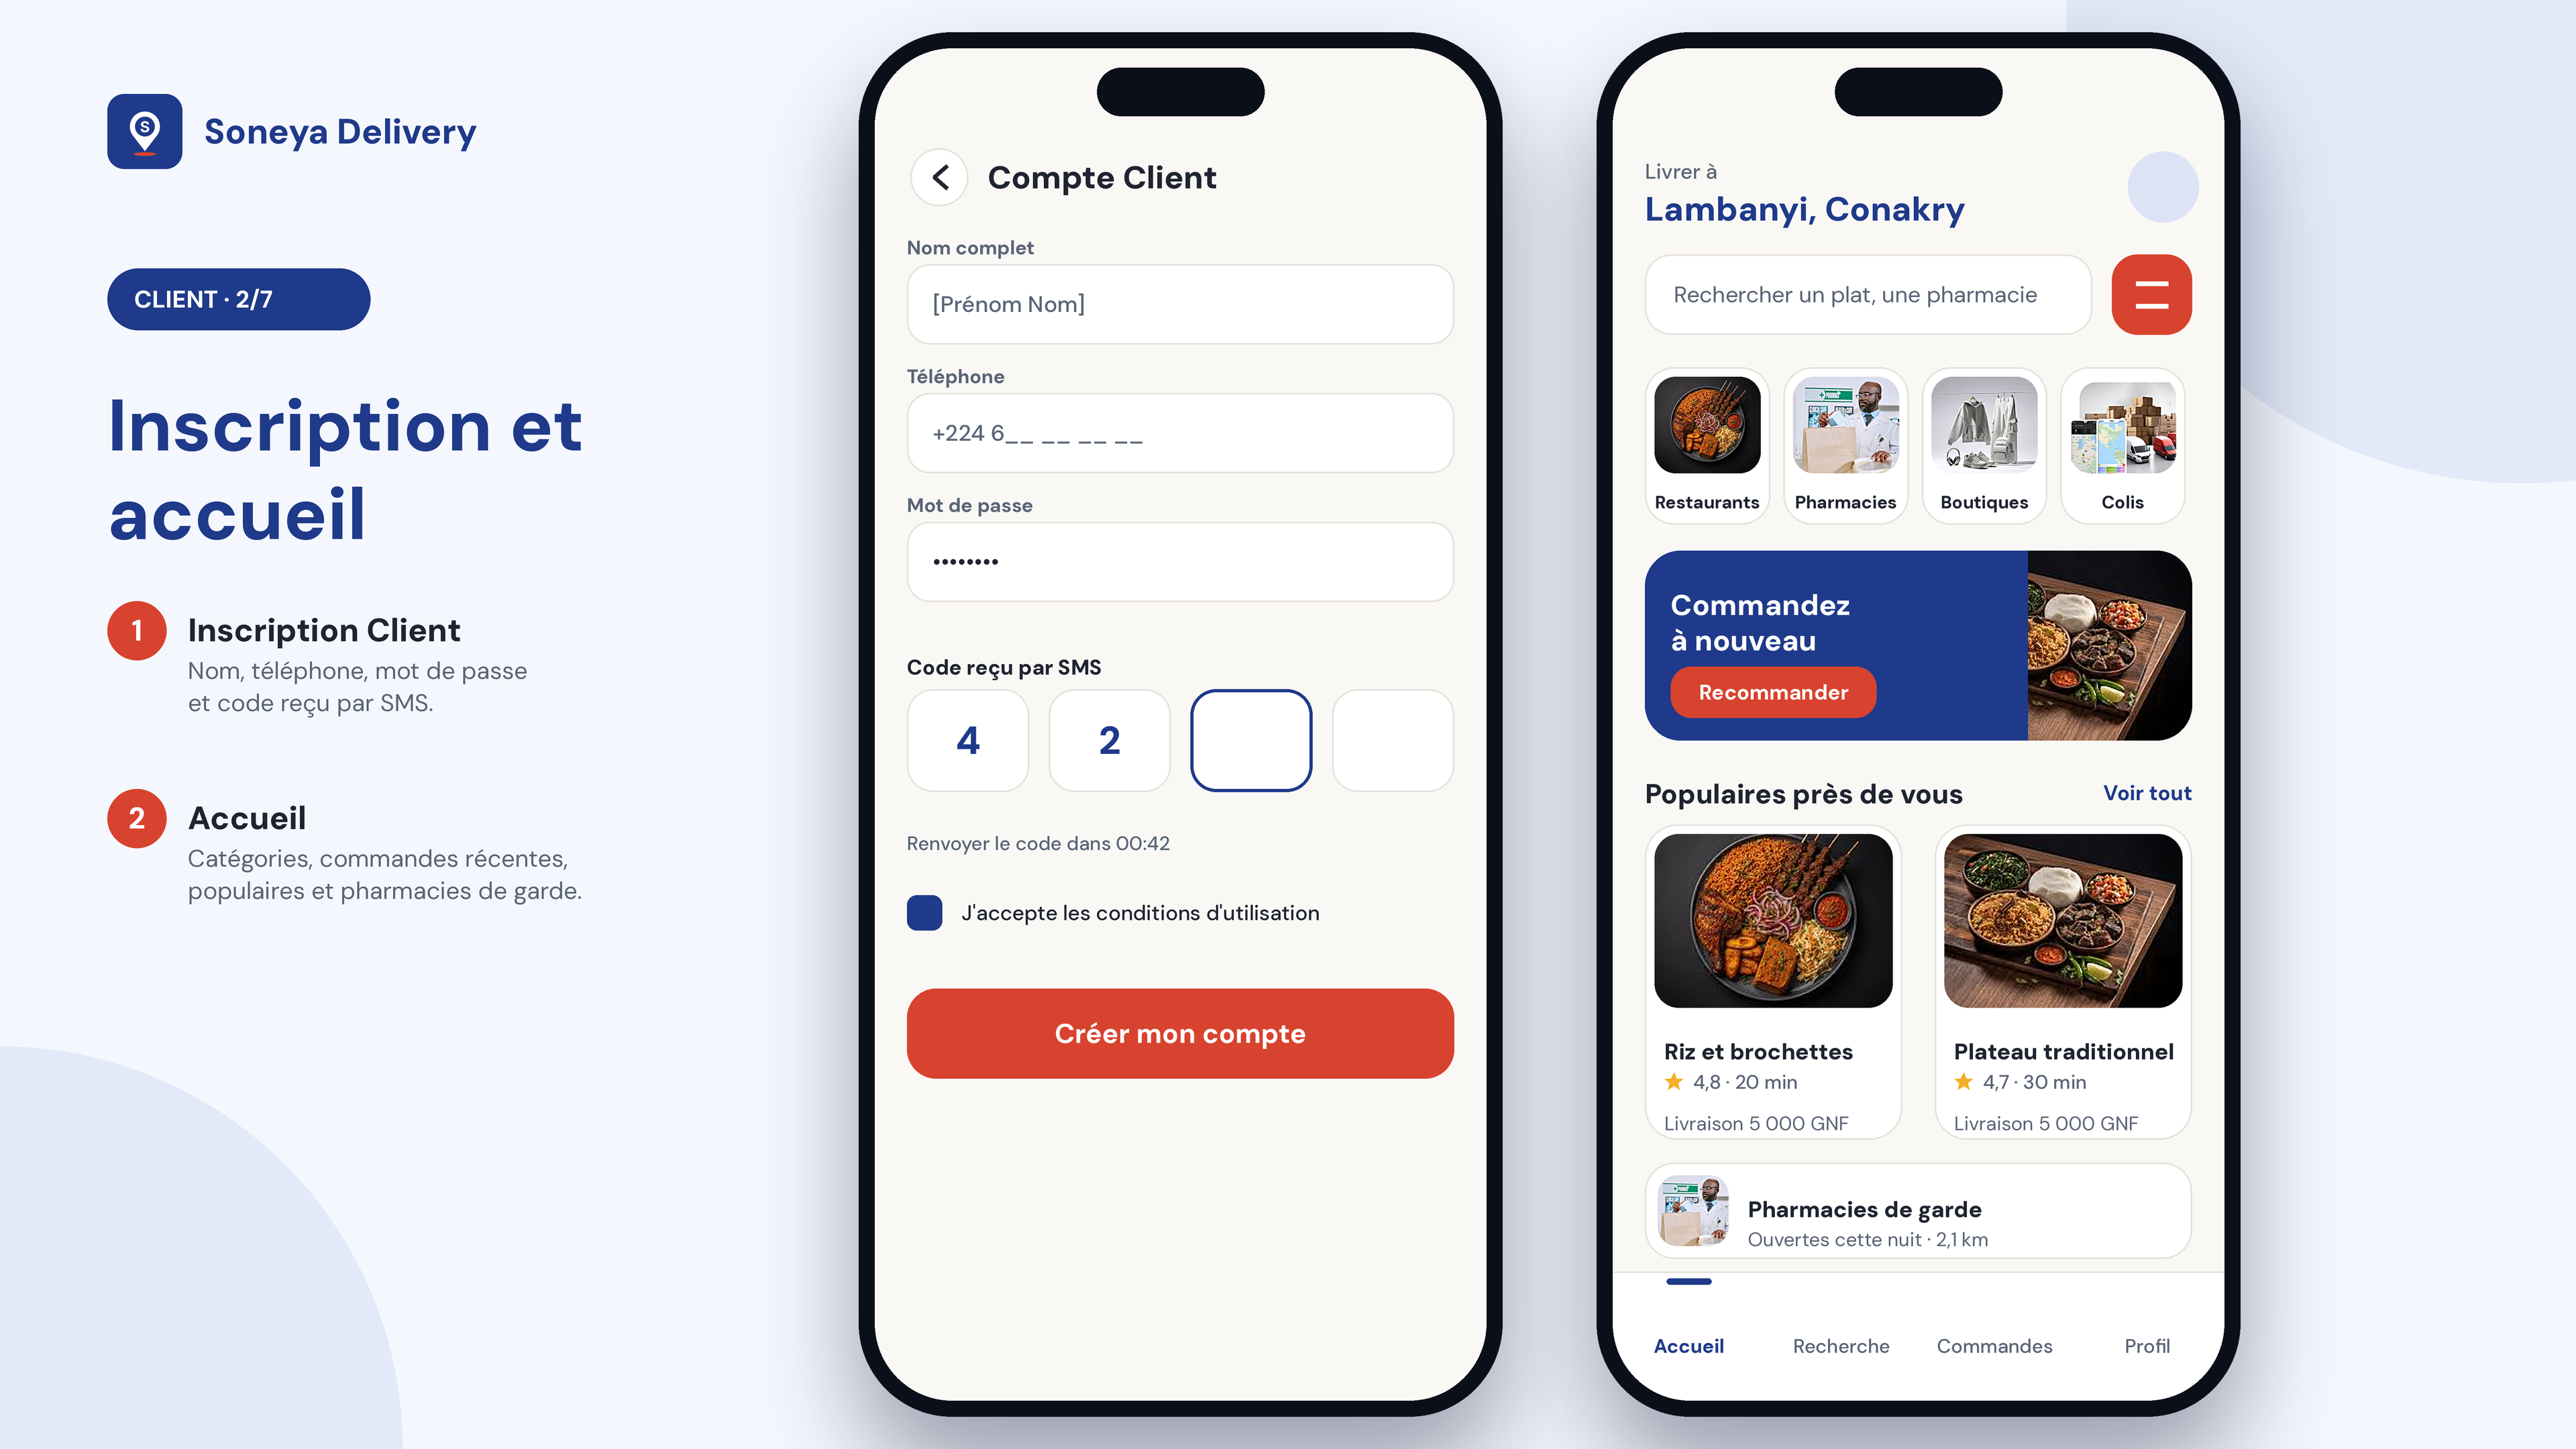 S
Soneya Delivery
CLIENT · 2/7
Inscription et
accueil
1
Inscription Client
Nom, téléphone, mot de passe
et code reçu par SMS.
2
Accueil
Catégories, commandes récentes,
populaires et pharmacies de garde.
Compte Client
Nom complet
[Prénom Nom]
Téléphone
+224 6__ __ __ __
Mot de passe
••••••••
Code reçu par SMS
4 2
Renvoyer le code dans 00:42
J'accepte les conditions d'utilisation
Créer mon compte
Livrer à
Lambanyi, Conakry
Rechercher un plat, une pharmacie
Restaurants Pharmacies Boutiques Colis
Commandez
à nouveau
Recommander
Populaires près de vous Voir tout
Riz et brochettes
4,8 · 20 min
Livraison 5 000 GNF
Plateau traditionnel
4,7 · 30 min
Livraison 5 000 GNF
Pharmacies de garde
Ouvertes cette nuit · 2,1 km
Accueil Recherche Commandes Profil